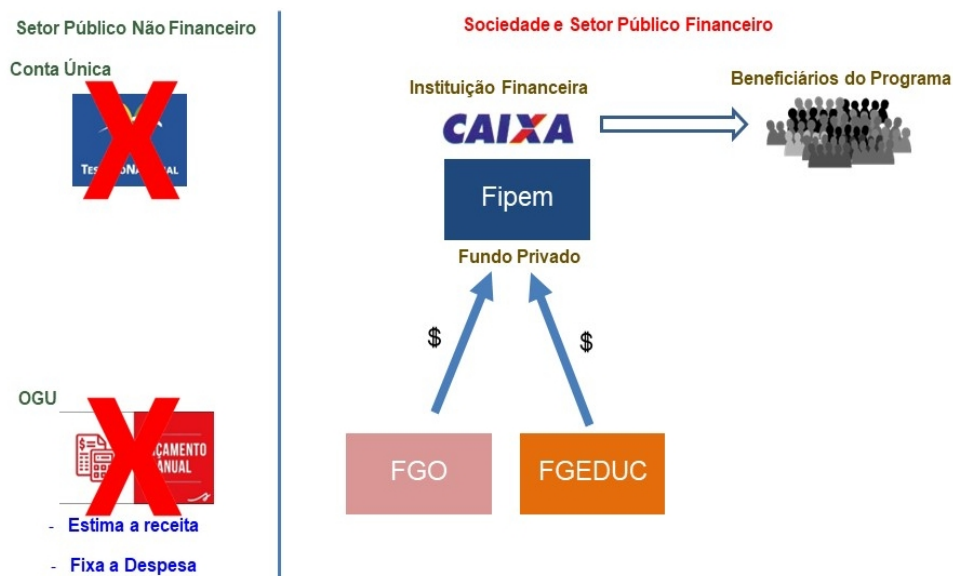 Setor Público Não Financeiro
Conta Única
OGU
- Estima a receita
- Fixa a Despesa
Sociedade e Setor Público Financeiro
Instituição Financeira
CAIXA
Fipem
Fundo Privado
Beneficiários do Programa
$
$
FGO
FGEDUC